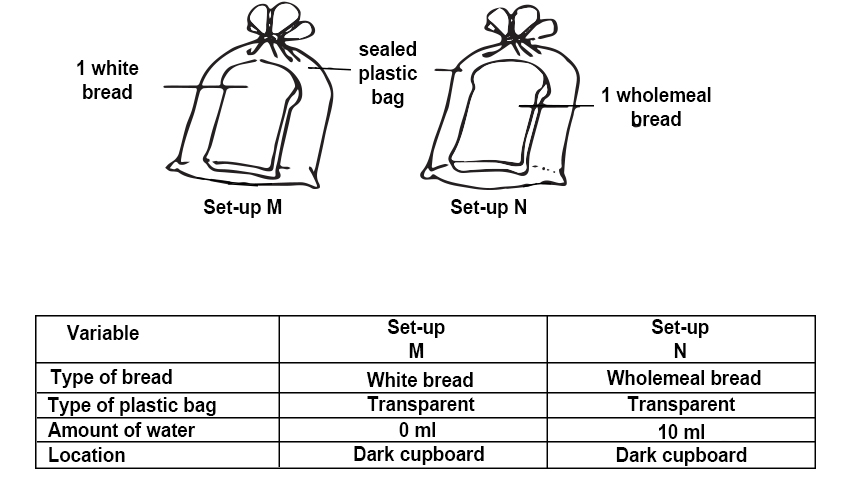 1 white
bread
sealed
plastic
bag
1 wholemeal
bread
Set-up M
Set-up N
Variable
Set-up
M
Set-up
N
Type of bread
White bread
Wholemeal bread
Type of plastic bag
Transparent
Transparent
Amount of water
0 ml
10 ml
Location
Dark cupboard
Dark cupboard